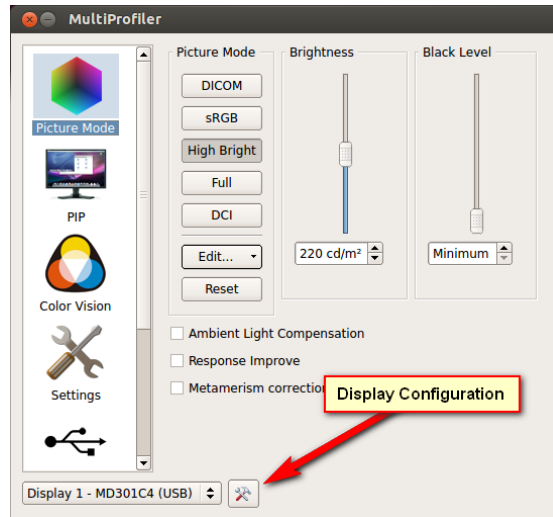 MultiProfiler
Picture Mode
PIP
Color Vision
Settings
Picture Mode
DICOM
sRGB
High Bright
Full
DCI
Edit...
Reset
Brightness
220 cd/m²
Black Level
Minimum
Ambient Light Compensation
Response Improve
Metamerism correction
Display Configuration
Display 1 - MD301C4 (USB)